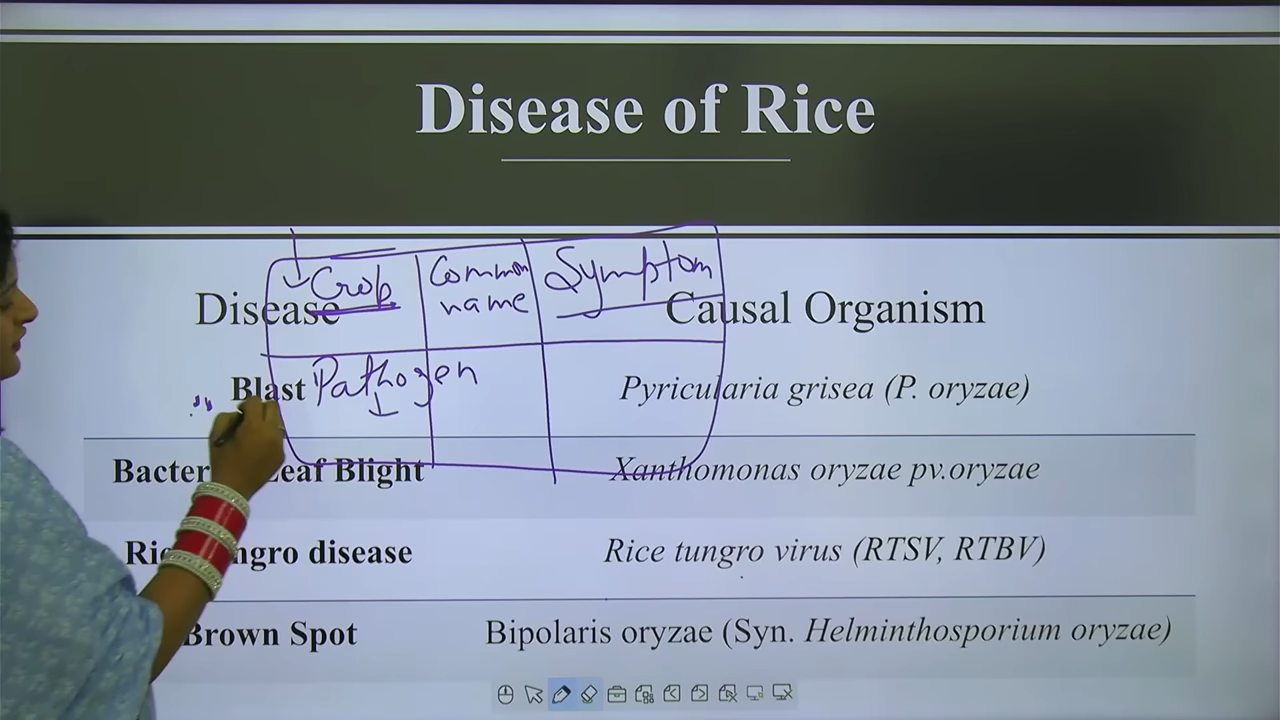 Disease of Rice
Crop Common name Symptom
Disease Causal Organism
Pathogen
Blast Pyricularia grisea (P. oryzae)
Leaf Blight Xanthomonas oryzae pv.oryzae
disease Rice tungro virus (RTSV, RTBV)
Brown Spot Bipolaris oryzae (Syn. Helminthosporium oryzae)